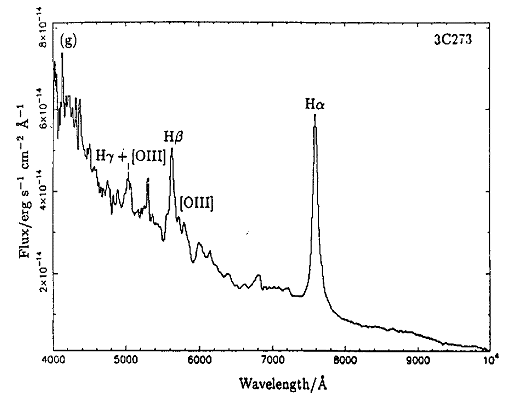 (g)
3C273
8×10⁻¹⁴
6×10⁻¹⁴
4×10⁻¹⁴
2×10⁻¹⁴
Flux/erg s⁻¹ cm⁻² Å⁻¹
Hγ + [OIII]
Hβ
[OIII]
Hα
4000 5000 6000 7000 8000 9000 10⁴
Wavelength/Å